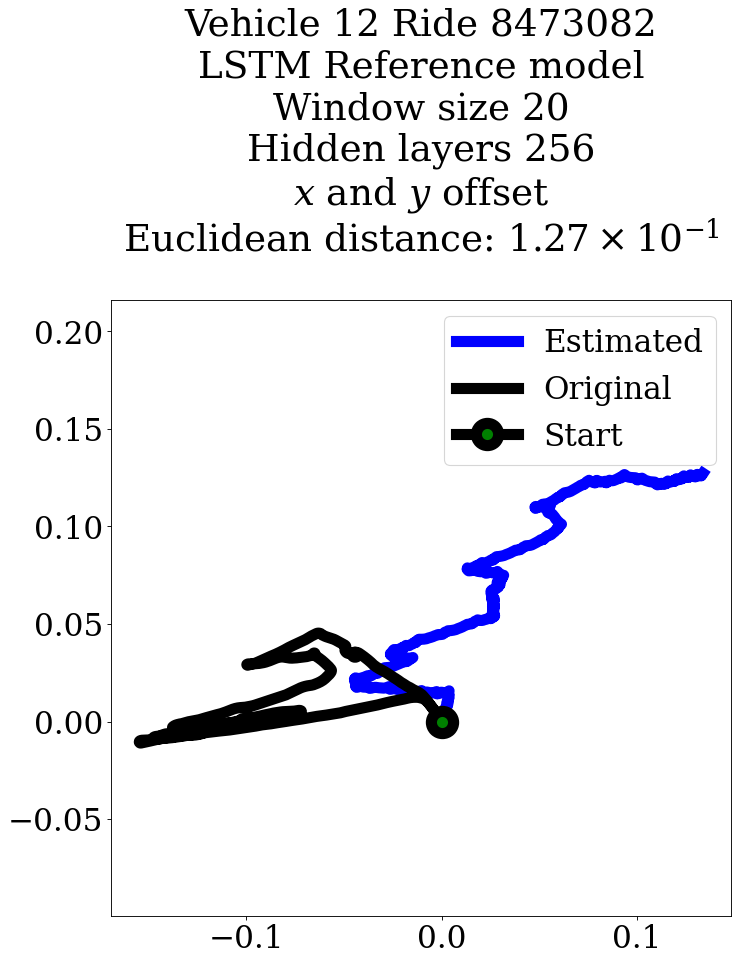 Vehicle 12 Ride 8473082
LSTM Reference model
Window size 20
Hidden layers 256
x and y offset
Euclidean distance: 1.27 × 10⁻¹
Estimated
Original
Start
0.20
0.15
0.10
0.05
0.00
−0.05
−0.1
0.0
0.1